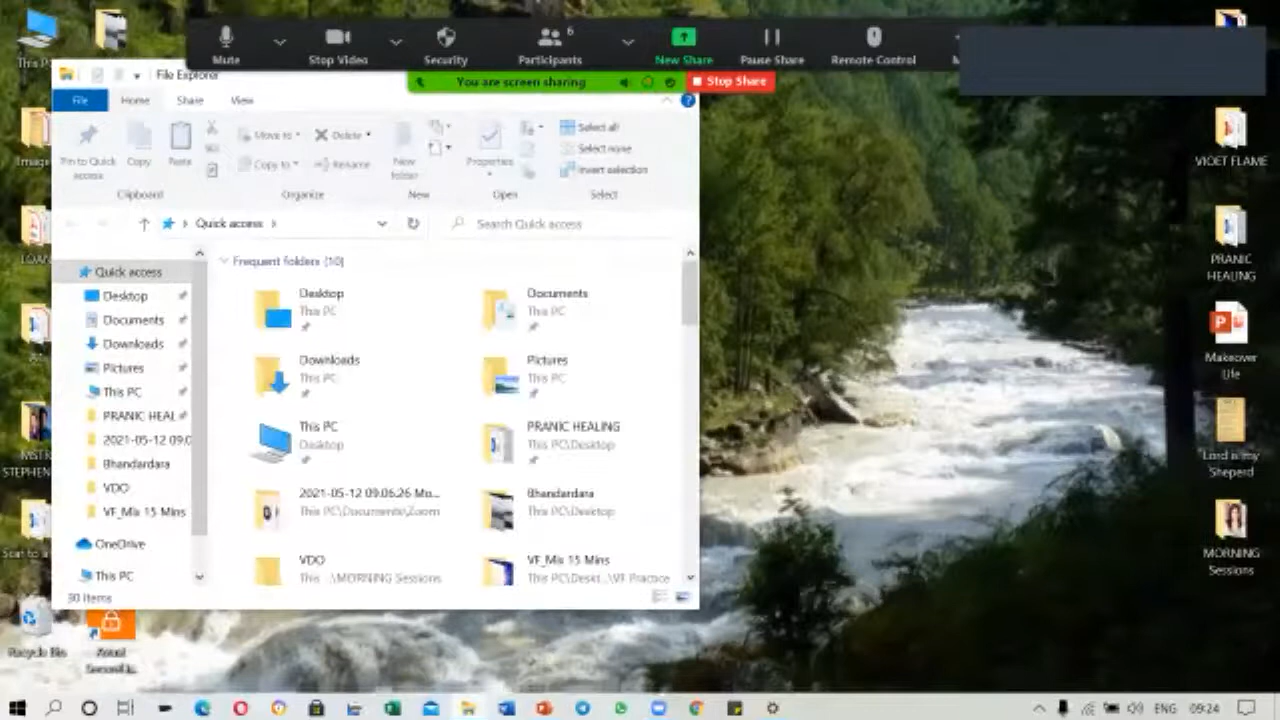 Mute
Stop Video
Security
Participants
6
New Share
Pause Share
Remote Control
You are screen sharing
Stop Share
File Explorer
File
Home
Share
View
Pin to Quick access
Copy
Paste
Move to
Copy to
Delete
Rename
New folder
Properties
Select all
Select none
Invert selection
Clipboard
Organize
New
Open
Select
Quick access
Search Quick access
Quick access
Desktop
Documents
Downloads
Pictures
This PC
PRANIC HEAL
2021-05-12 09.0
Bhandardara
VDO
VF_Mix 15 Mins
OneDrive
This PC
Frequent folders (10)
Desktop
This PC
Documents
This PC
Downloads
This PC
Pictures
This PC
This PC
Desktop
PRANIC HEALING
This PC\Desktop
2021-05-12 09.06.26 Mo...
This PC\Documents\Zoom
Bhandardara
This PC\Desktop
VDO
This ...\MORNING Sessions
VF_Mix 15 Mins
This PC\Deskt...\VF Practice
30 items
This P
Image
LOAN
MSTR
STEPHEN
Recycle Bin
VIOET FLAME
PRANIC
HEALING
Makeover
Life
"Lord is my
Sheperd
MORNING
Sessions
ENG
09:24